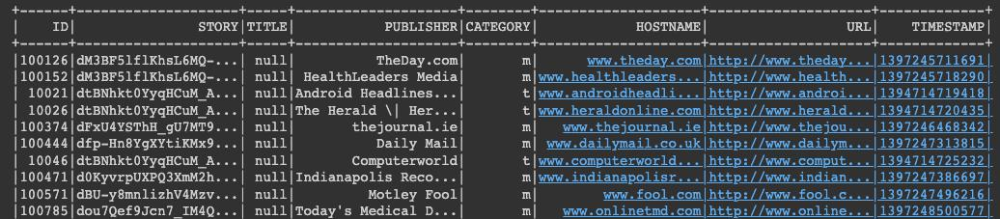 +------+--------------------+-----+--------------------+--------+--------------------+--------------------+-------------+
|    ID|               STORY|TITLE|           PUBLISHER|CATEGORY|            HOSTNAME|                 URL|    TIMESTAMP|
+------+--------------------+-----+--------------------+--------+--------------------+--------------------+-------------+
|100126|dM3BF5lflKhsL6MQ-...| null|          TheDay.com|       m|      www.theday.com|http://www.theday...|1397245711691|
|100152|dM3BF5lflKhsL6MQ-...| null| HealthLeaders Media|       m|www.healthleaders...|http://www.health...|1397245718290|
| 10021|dtBNhkt0YyqHCuM_A...| null|Android Headlines...|       t|www.androidheadli...|http://www.androi...|1394714719418|
| 10026|dtBNhkt0YyqHCuM_A...| null|The Herald \| Her...|       t|www.heraldonline.com|http://www.herald...|1394714720435|
|100374|dFxU4YSThH_gU7MT9...| null|       thejournal.ie|       m|   www.thejournal.ie|http://www.thejou...|1397246468342|
|100444|dfp-Hn8YgXYtiKMx9...| null|          Daily Mail|       m| www.dailymail.co.uk|http://www.dailym...|1397247313815|
| 10046|dtBNhkt0YyqHCuM_A...| null|       Computerworld|       t|www.computerworld...|http://www.comput...|1394714725232|
|100471|d0KyvrpUXPQ3XmM2h...| null|Indianapolis Reco...|       m|www.indianapolisr...|http://www.indian...|1397247386697|
|100571|dBU-y8mnlizhV4Mzv...| null|         Motley Fool|       m|        www.fool.com|http://www.fool.c...|1397247496216|
|100785|dou7Qef9Jcn7_IM4Q...| null|Today's Medical D...|       m|    www.onlinetmd.com|http://www.online...|1397248500577|